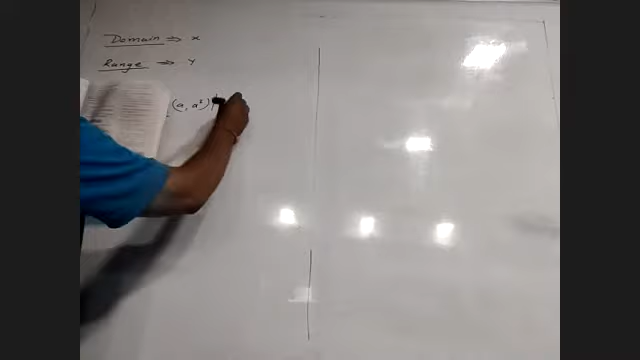 Domain ⇒ x
Range ⇒ y
(a, a²) |